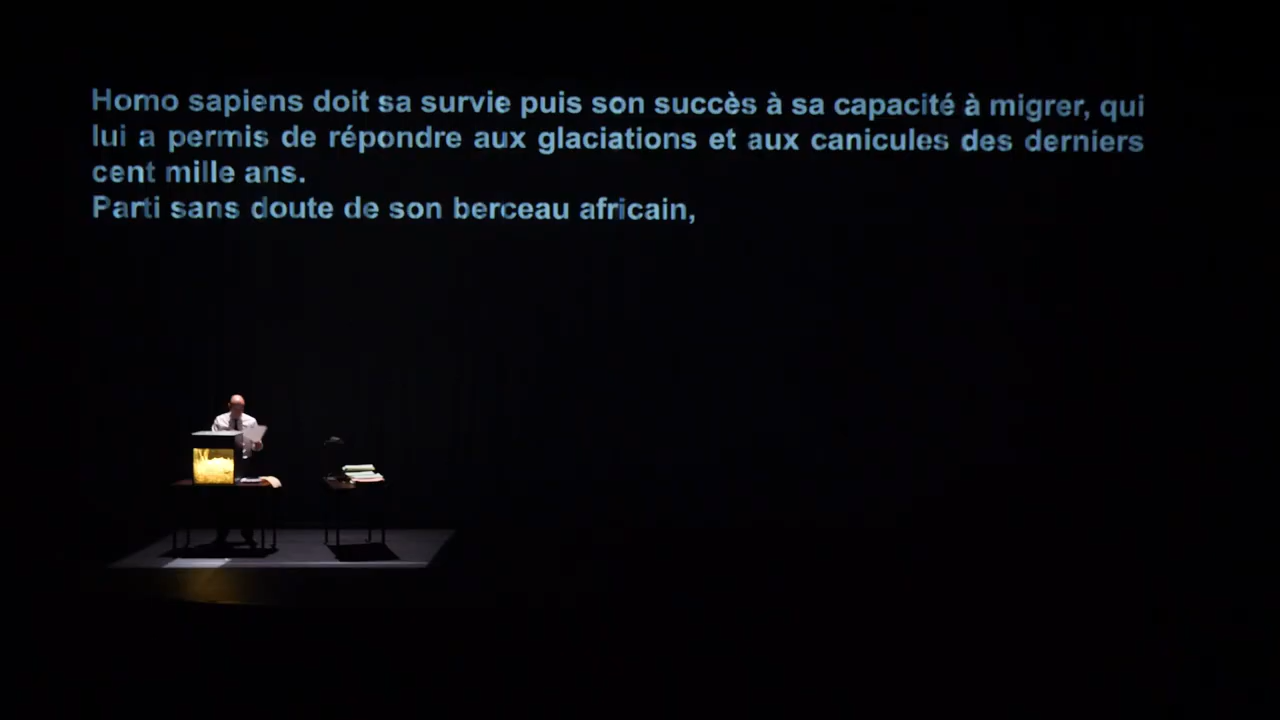 Homo sapiens doit sa survie puis son succès à sa capacité à migrer, qui
lui a permis de répondre aux glaciations et aux canicules des derniers
cent mille ans.
Parti sans doute de son berceau africain,